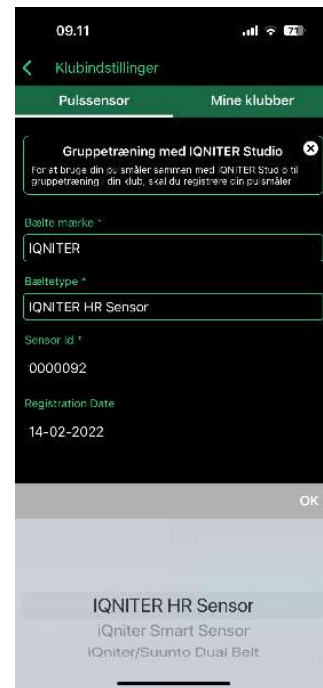 09.11
71
Klubindstillinger
Pulssensor
Mine klubber
Gruppetræning med IQNITER Studio
For at bruge din pulsmåler sammen med IQNITER Studio til
gruppetræning i din klub, skal du registrere din pulsmåler
Bælte mærke *
IQNITER
Bæltetype *
IQNITER HR Sensor
Sensor Id *
0000092
Registration Date
14-02-2022
OK
IQNITER HR Sensor
iQniter Smart Sensor
iQniter/Suunto Dual Belt